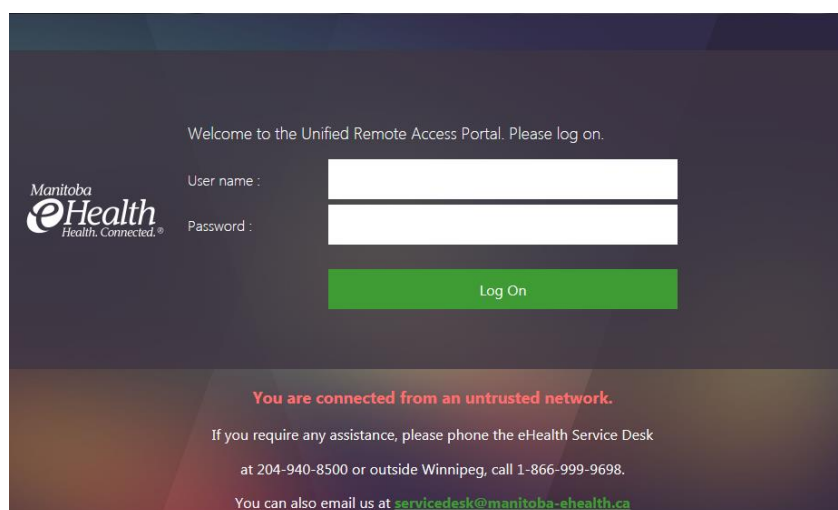 Welcome to the Unified Remote Access Portal. Please log on.
User name :
Manitoba
eHealth
Health. Connected.®
Password :
Log On
You are connected from an untrusted network.
If you require any assistance, please phone the eHealth Service Desk
at 204-940-8500 or outside Winnipeg, call 1-866-999-9698.
You can also email us at servicedesk@manitoba-ehealth.ca